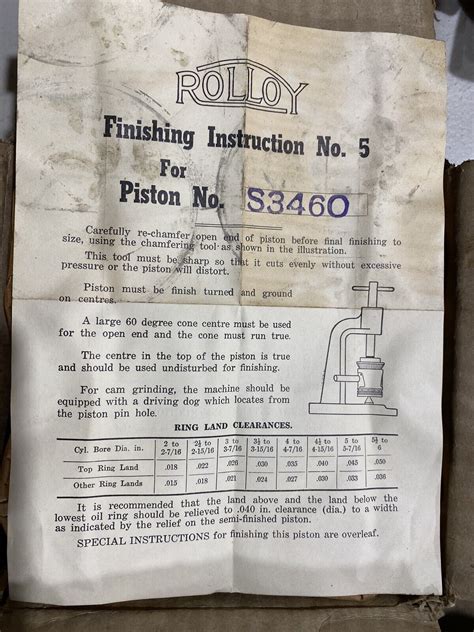 ROLLOY
Finishing Instruction No. 5
For
Piston No. S3460
Carefully re-chamfer open end of piston before final finishing to
size, using the chamfering tool as shown in the illustration.
This tool must be sharp so that it cuts evenly without excessive
pressure or the piston will distort.
Piston must be finish turned and ground
on centres.
A large 60 degree cone centre must be used
for the open end and the cone must run true.
The centre in the top of the piston is true
and should be used undisturbed for finishing.
For cam grinding, the machine should be
equipped with a driving dog which locates from
the piston pin hole.
RING LAND CLEARANCES.
Cyl. Bore Dia. in. 2 to 2-7/16 2½ to 2-15/16 3 to 3-7/16 3½ to 3-15/16 4 to 4-7/16 4½ to 4-15/16 5 to 5-7/16 5½ to 6
Top Ring Land .018 .022 .026 .030 .035 .040 .045 .050
Other Ring Lands .015 .018 .021 .024 .027 .030 .033 .036
It is recommended that the land above and the land below the
lowest oil ring should be relieved to .040 in. clearance (dia.) to a width
as indicated by the relief on the semi-finished piston.
SPECIAL INSTRUCTIONS for finishing this piston are overleaf.